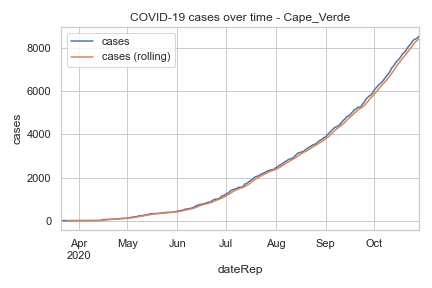 COVID-19 cases over time - Cape_Verde
cases
cases (rolling)
8000
6000
4000
2000
0
cases
Apr May Jun Jul Aug Sep Oct
2020
dateRep